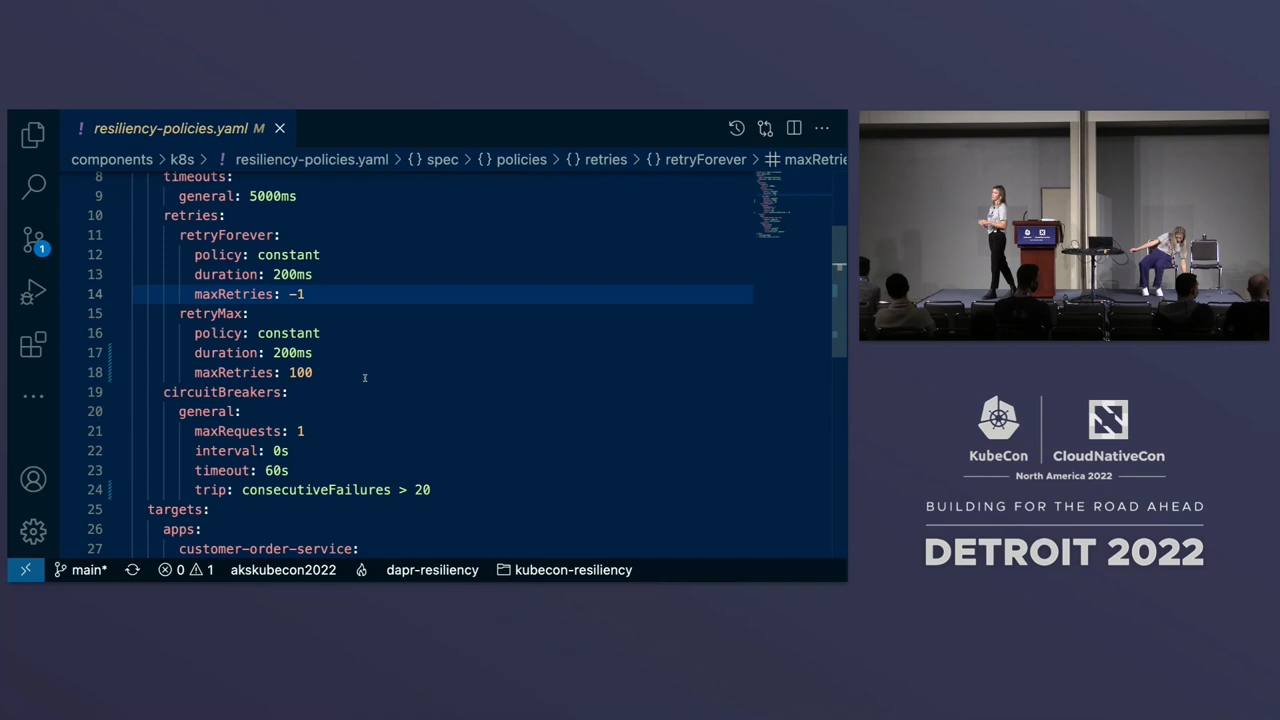 resiliency-policies.yaml M
components > k8s > ! resiliency-policies.yaml > {} spec > {} policies > {} retries > {} retryForever > # maxRetrie
8 timeouts:
9 general: 5000ms
10 retries:
11 retryForever:
12 policy: constant
13 duration: 200ms
14 maxRetries: -1
15 retryMax:
16 policy: constant
17 duration: 200ms
18 maxRetries: 100
19 circuitBreakers:
20 general:
21 maxRequests: 1
22 interval: 0s
23 timeout: 60s
24 trip: consecutiveFailures > 20
25 targets:
26 apps:
27 customer-order-service:
1
main* 0 1 akskubecon2022 dapr-resiliency kubecon-resiliency
KubeCon CloudNativeCon
North America 2022
BUILDING FOR THE ROAD AHEAD
DETROIT 2022